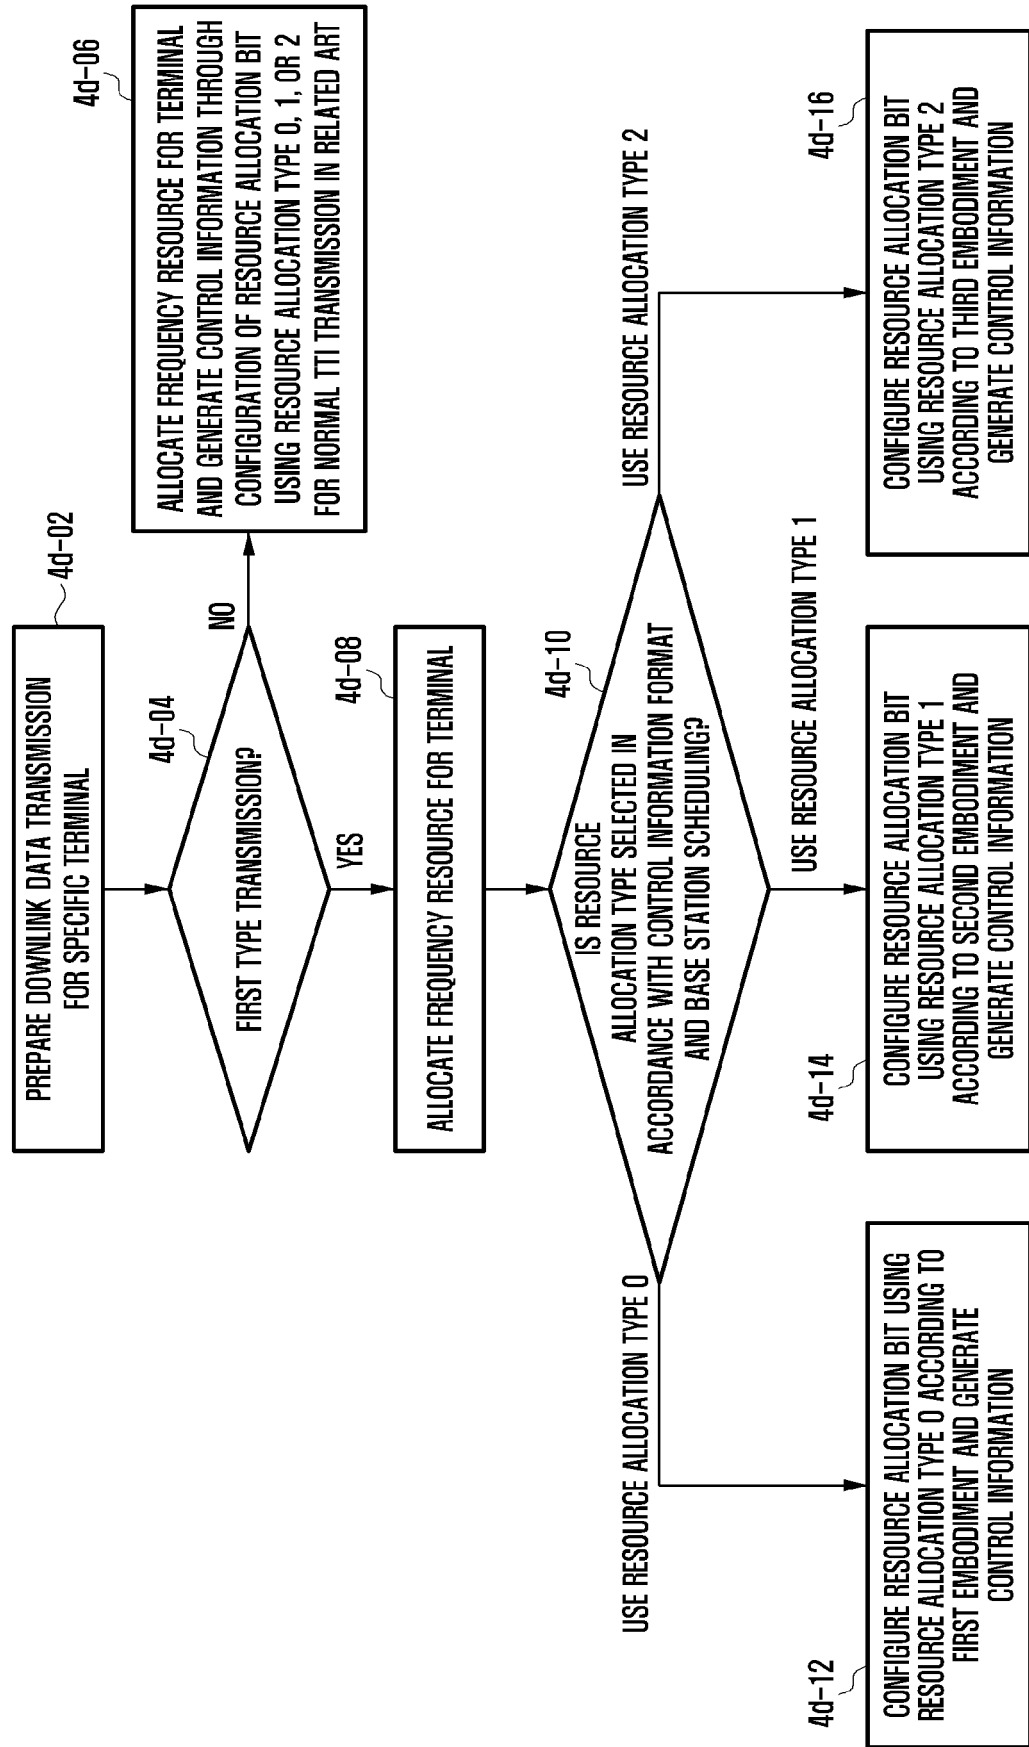 PREPARE DOWNLINK DATA TRANSMISSION
FOR SPECIFIC TERMINAL
4d-02
4d-04
FIRST TYPE TRANSMISSION?
NO
4d-06
ALLOCATE FREQUENCY RESOURCE FOR TERMINAL
AND GENERATE CONTROL INFORMATION THROUGH
CONFIGURATION OF RESOURCE ALLOCATION BIT
USING RESOURCE ALLOCATION TYPE 0, 1, OR 2
FOR NORMAL TTI TRANSMISSION IN RELATED ART
YES
4d-08
ALLOCATE FREQUENCY RESOURCE FOR TERMINAL
4d-10
IS RESOURCE
ALLOCATION TYPE SELECTED IN
ACCORDANCE WITH CONTROL INFORMATION FORMAT
AND BASE STATION SCHEDULING?
USE RESOURCE ALLOCATION TYPE 0
USE RESOURCE ALLOCATION TYPE 1
USE RESOURCE ALLOCATION TYPE 2
4d-12
CONFIGURE RESOURCE ALLOCATION BIT USING
RESOURCE ALLOCATION TYPE 0 ACCORDING TO
FIRST EMBODIMENT AND GENERATE
CONTROL INFORMATION
4d-14
CONFIGURE RESOURCE ALLOCATION BIT
USING RESOURCE ALLOCATION TYPE 1
ACCORDING TO SECOND EMBODIMENT AND
GENERATE CONTROL INFORMATION
4d-16
CONFIGURE RESOURCE ALLOCATION BIT
USING RESOURCE ALLOCATION TYPE 2
ACCORDING TO THIRD EMBODIMENT AND
GENERATE CONTROL INFORMATION